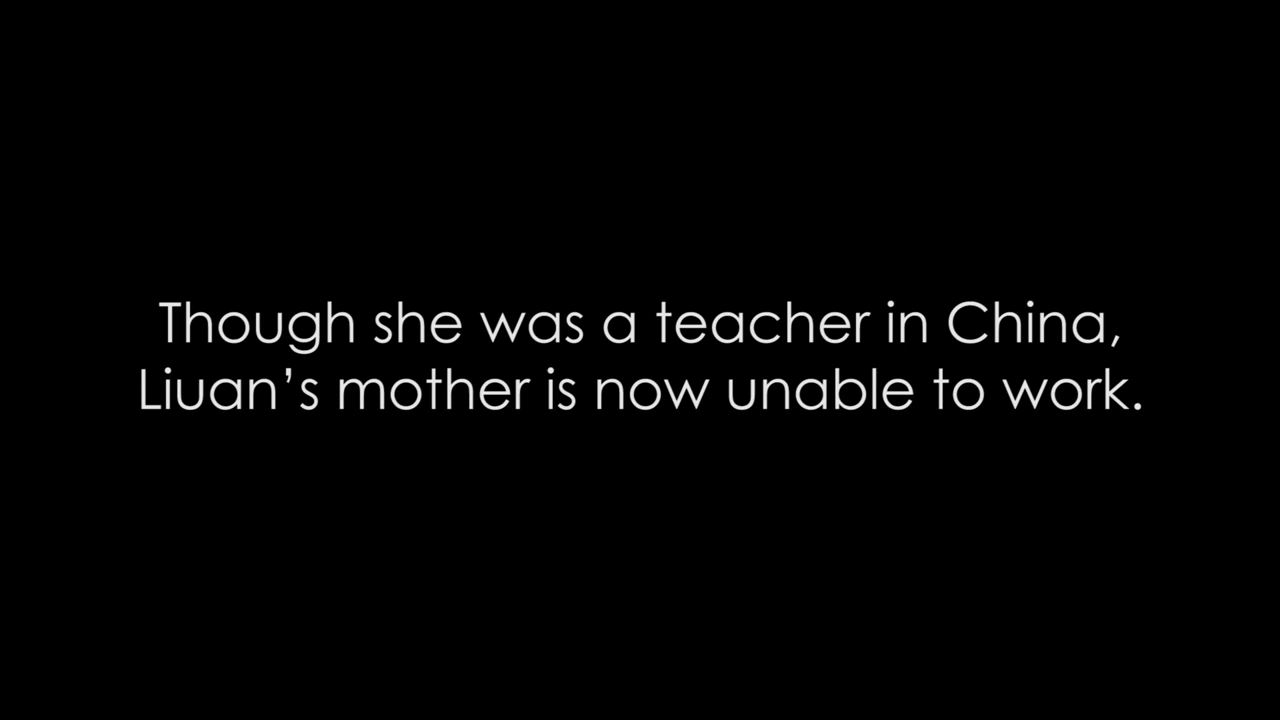 Though she was a teacher in China,
Liuan’s mother is now unable to work.